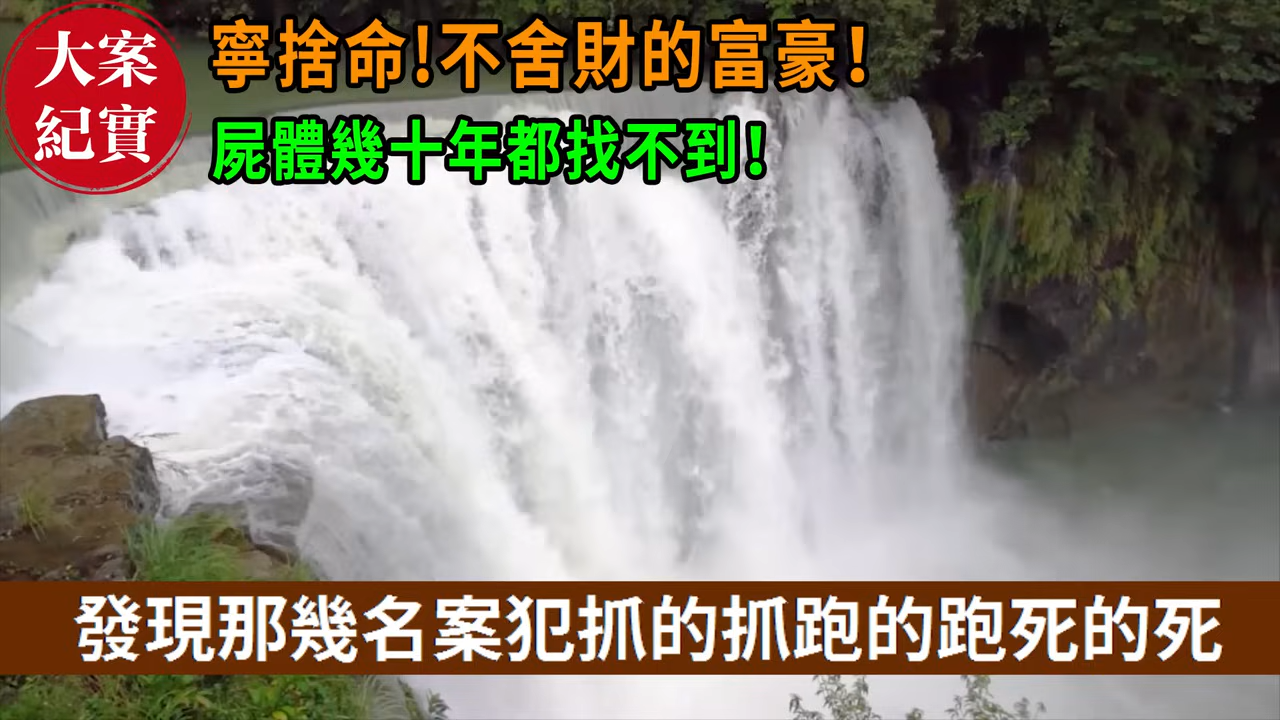 大案
紀實
寧捨命!不舍財的富豪!
屍體幾十年都找不到!
發現那幾名案犯抓的抓跑的跑死的死